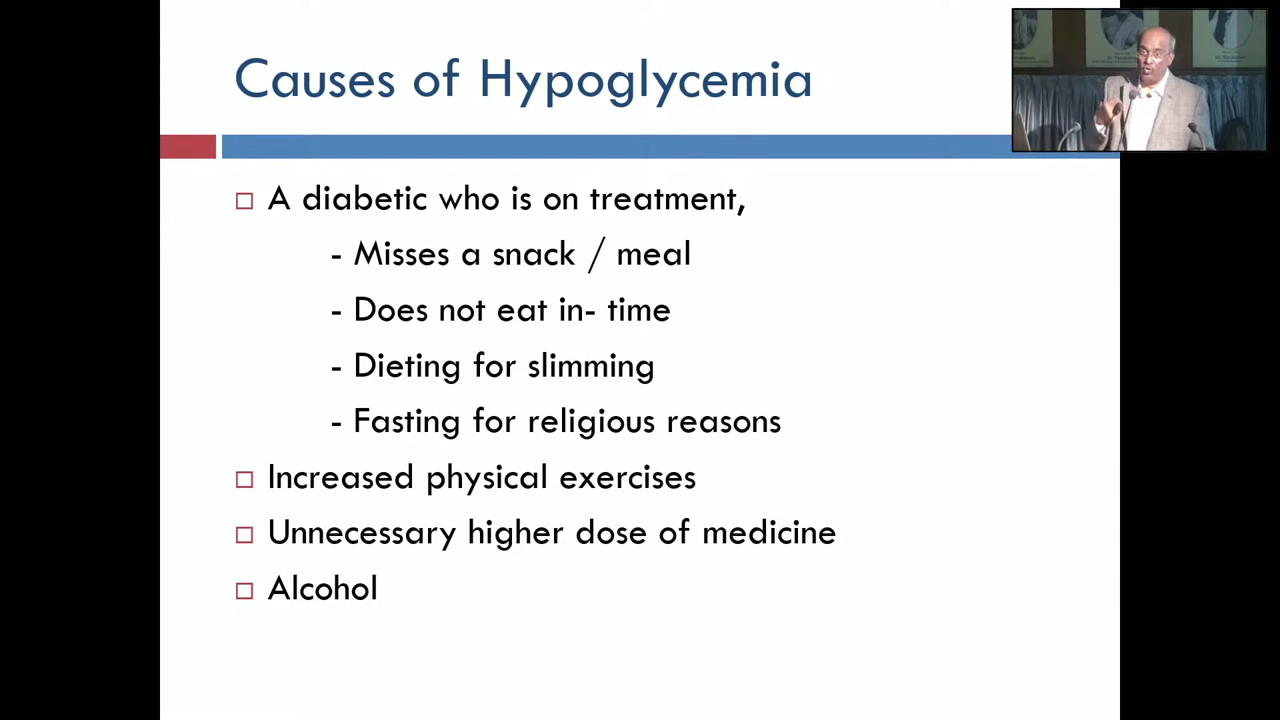 Causes of Hypoglycemia
A diabetic who is on treatment,
- Misses a snack / meal
- Does not eat in- time
- Dieting for slimming
- Fasting for religious reasons
Increased physical exercises
Unnecessary higher dose of medicine
Alcohol